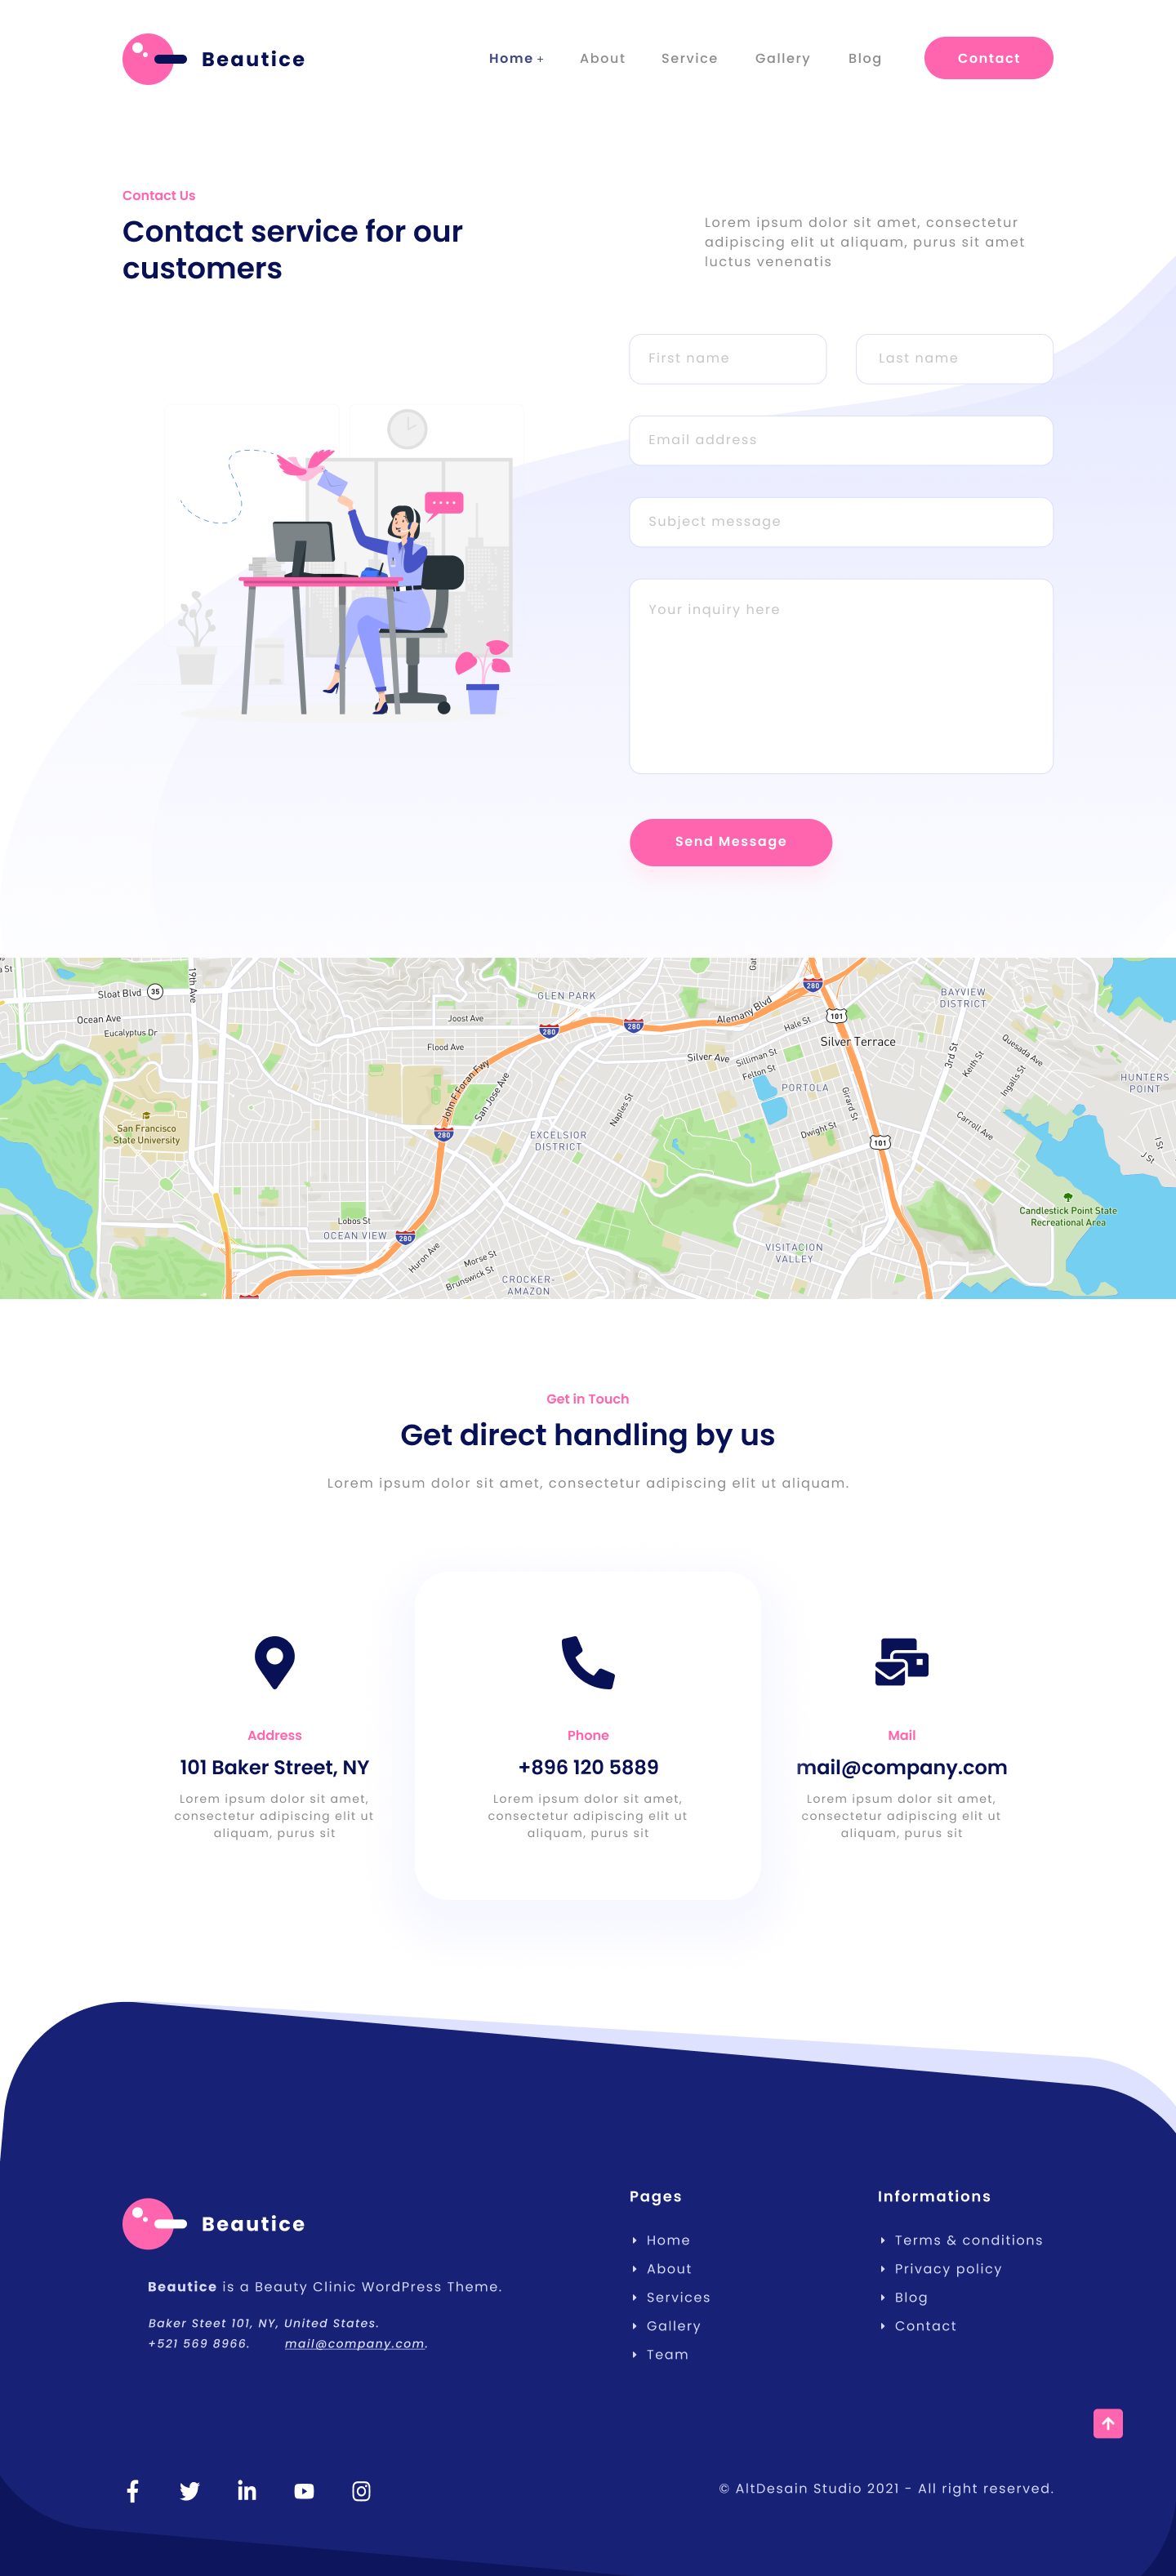 Beautice
Home +
About
Service
Gallery
Blog
Contact
Contact Us
Contact service for our
customers
Lorem ipsum dolor sit amet, consectetur
adipiscing elit ut aliquam, purus sit amet
luctus venenatis
First name
Last name
Email address
Subject message
Your inquiry here
Send Message
a St
Sloat Blvd
35
19th Ave
Ocean Ave
Eucalyptus Dr
Joost Ave
Flood Ave
GLEN PARK
280
280
280
Gat
Alemany Blvd
Hale St
101
Silver Terrace
BAYVIEW
DISTRICT
3rd St
Keith St
Quesada Ave
Ingalls St
HUNTERS
POINT
Silver Ave
Silliman St
Felton St
PORTOLA
Girard St
John F Foran Fwy
San Jose Ave
Naples St
San Francisco
State University
280
EXCELSIOR
DISTRICT
Dwight St
101
Carroll Ave
I St
J St
Candlestick Point State
Recreational Area
Lobos St
OCEAN VIEW
280
Huron Ave
Morse St
Brunswick St
CROCKER-
AMAZON
VISITACION
VALLEY
Get in Touch
Get direct handling by us
Lorem ipsum dolor sit amet, consectetur adipiscing elit ut aliquam.
Address
101 Baker Street, NY
Lorem ipsum dolor sit amet,
consectetur adipiscing elit ut
aliquam, purus sit
Phone
+896 120 5889
Lorem ipsum dolor sit amet,
consectetur adipiscing elit ut
aliquam, purus sit
Mail
mail@company.com
Lorem ipsum dolor sit amet,
consectetur adipiscing elit ut
aliquam, purus sit
Beautice
Beautice is a Beauty Clinic WordPress Theme.
Baker Steet 101, NY, United States.
+521 569 8966. mail@company.com.
Pages
Home
About
Services
Gallery
Team
Informations
Terms & conditions
Privacy policy
Blog
Contact
© AltDesain Studio 2021 - All right reserved.